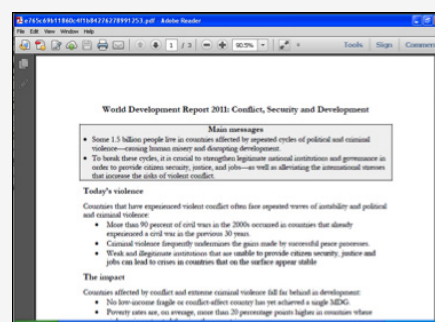 e765c69b11860c4f1b04227627899 1253.pdf - Adobe Reader
File Edit View Window Help
1 / 3 90.9% Tools Sign Comment
World Development Report 2011: Conflict, Security and Development
Main messages
• Some 1.5 billion people live in countries affected by repeated cycles of political and criminal
violence—causing human misery and disrupting development.
• To break these cycles, it is crucial to strengthen legitimate national institutions and governance in
order to provide citizen security, justice, and jobs—as well as alleviating the international stresses
that increase the risks of violent conflict.
Today's violence
Countries that have experienced violent conflict often face repeated waves of instability and political
and criminal violence:
• More than 90 percent of civil wars in the 2000s occurred in countries that already
experienced a civil war in the previous 30 years.
• Criminal violence frequently undermines the gains made by successful peace processes.
• Weak and illegitimate institutions that are unable to provide citizen security, justice and
jobs can lead to crises in countries that on the surface appear stable
The impact
Countries affected by conflict and extreme criminal violence fall far behind in development:
• No low-income fragile or conflict-affect country has yet achieved a single MDG.
• Poverty rates are, on average, more than 20 percentage points higher in countries where